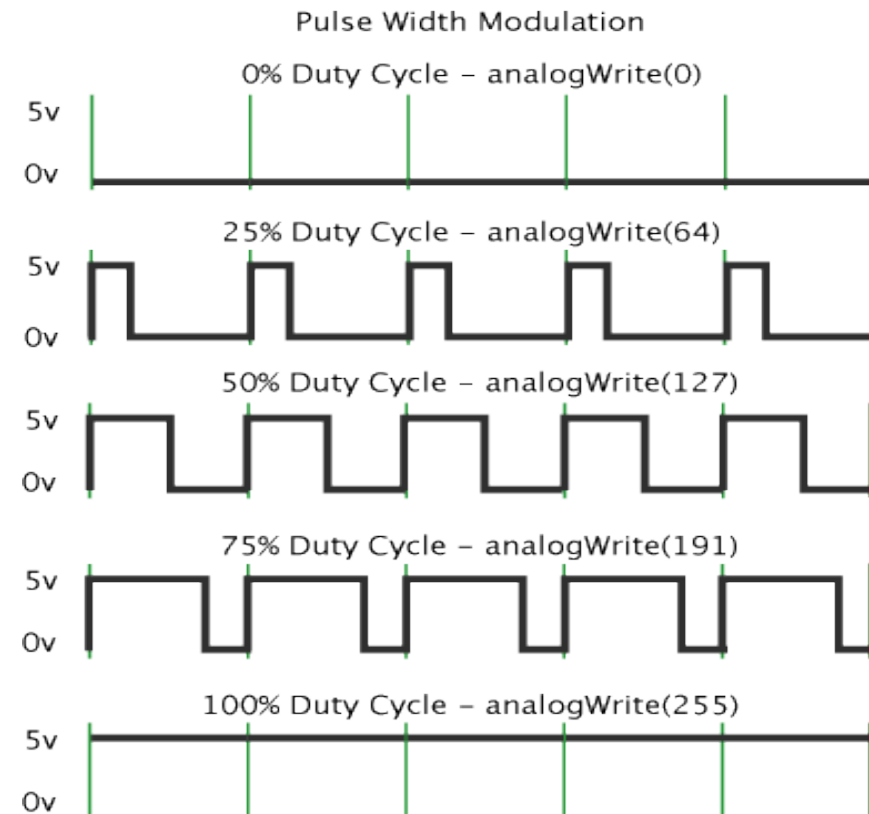 Pulse Width Modulation
0% Duty Cycle – analogWrite(0)
5v
0v
25% Duty Cycle – analogWrite(64)
5v
0v
50% Duty Cycle – analogWrite(127)
5v
0v
75% Duty Cycle – analogWrite(191)
5v
0v
100% Duty Cycle – analogWrite(255)
5v
0v